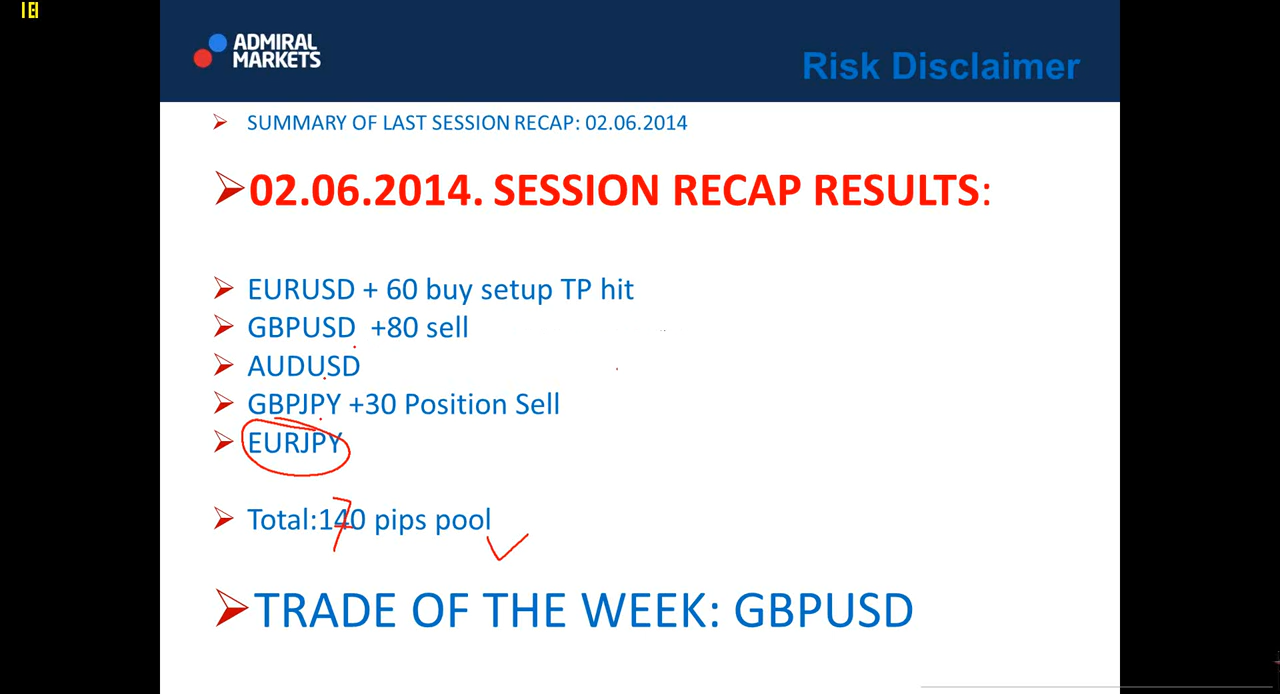 ADMIRAL
MARKETS
Risk Disclaimer
SUMMARY OF LAST SESSION RECAP: 02.06.2014
02.06.2014. SESSION RECAP RESULTS:
EURUSD + 60 buy setup TP hit
GBPUSD +80 sell
AUDUSD
GBPJPY +30 Position Sell
EURJPY
Total:140 pips pool
7
TRADE OF THE WEEK: GBPUSD